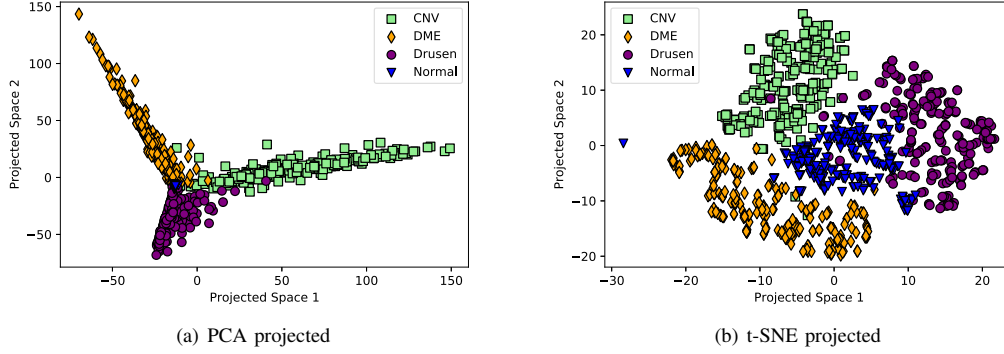 CNV
DME
Drusen
Normal
150
100
50
0
−50
Projected Space 2
−50
0
50
100
150
Projected Space 1
(a) PCA projected
CNV
DME
Drusen
Normal
20
10
0
−10
−20
Projected Space 2
−30
−20
−10
0
10
20
Projected Space 1
(b) t-SNE projected